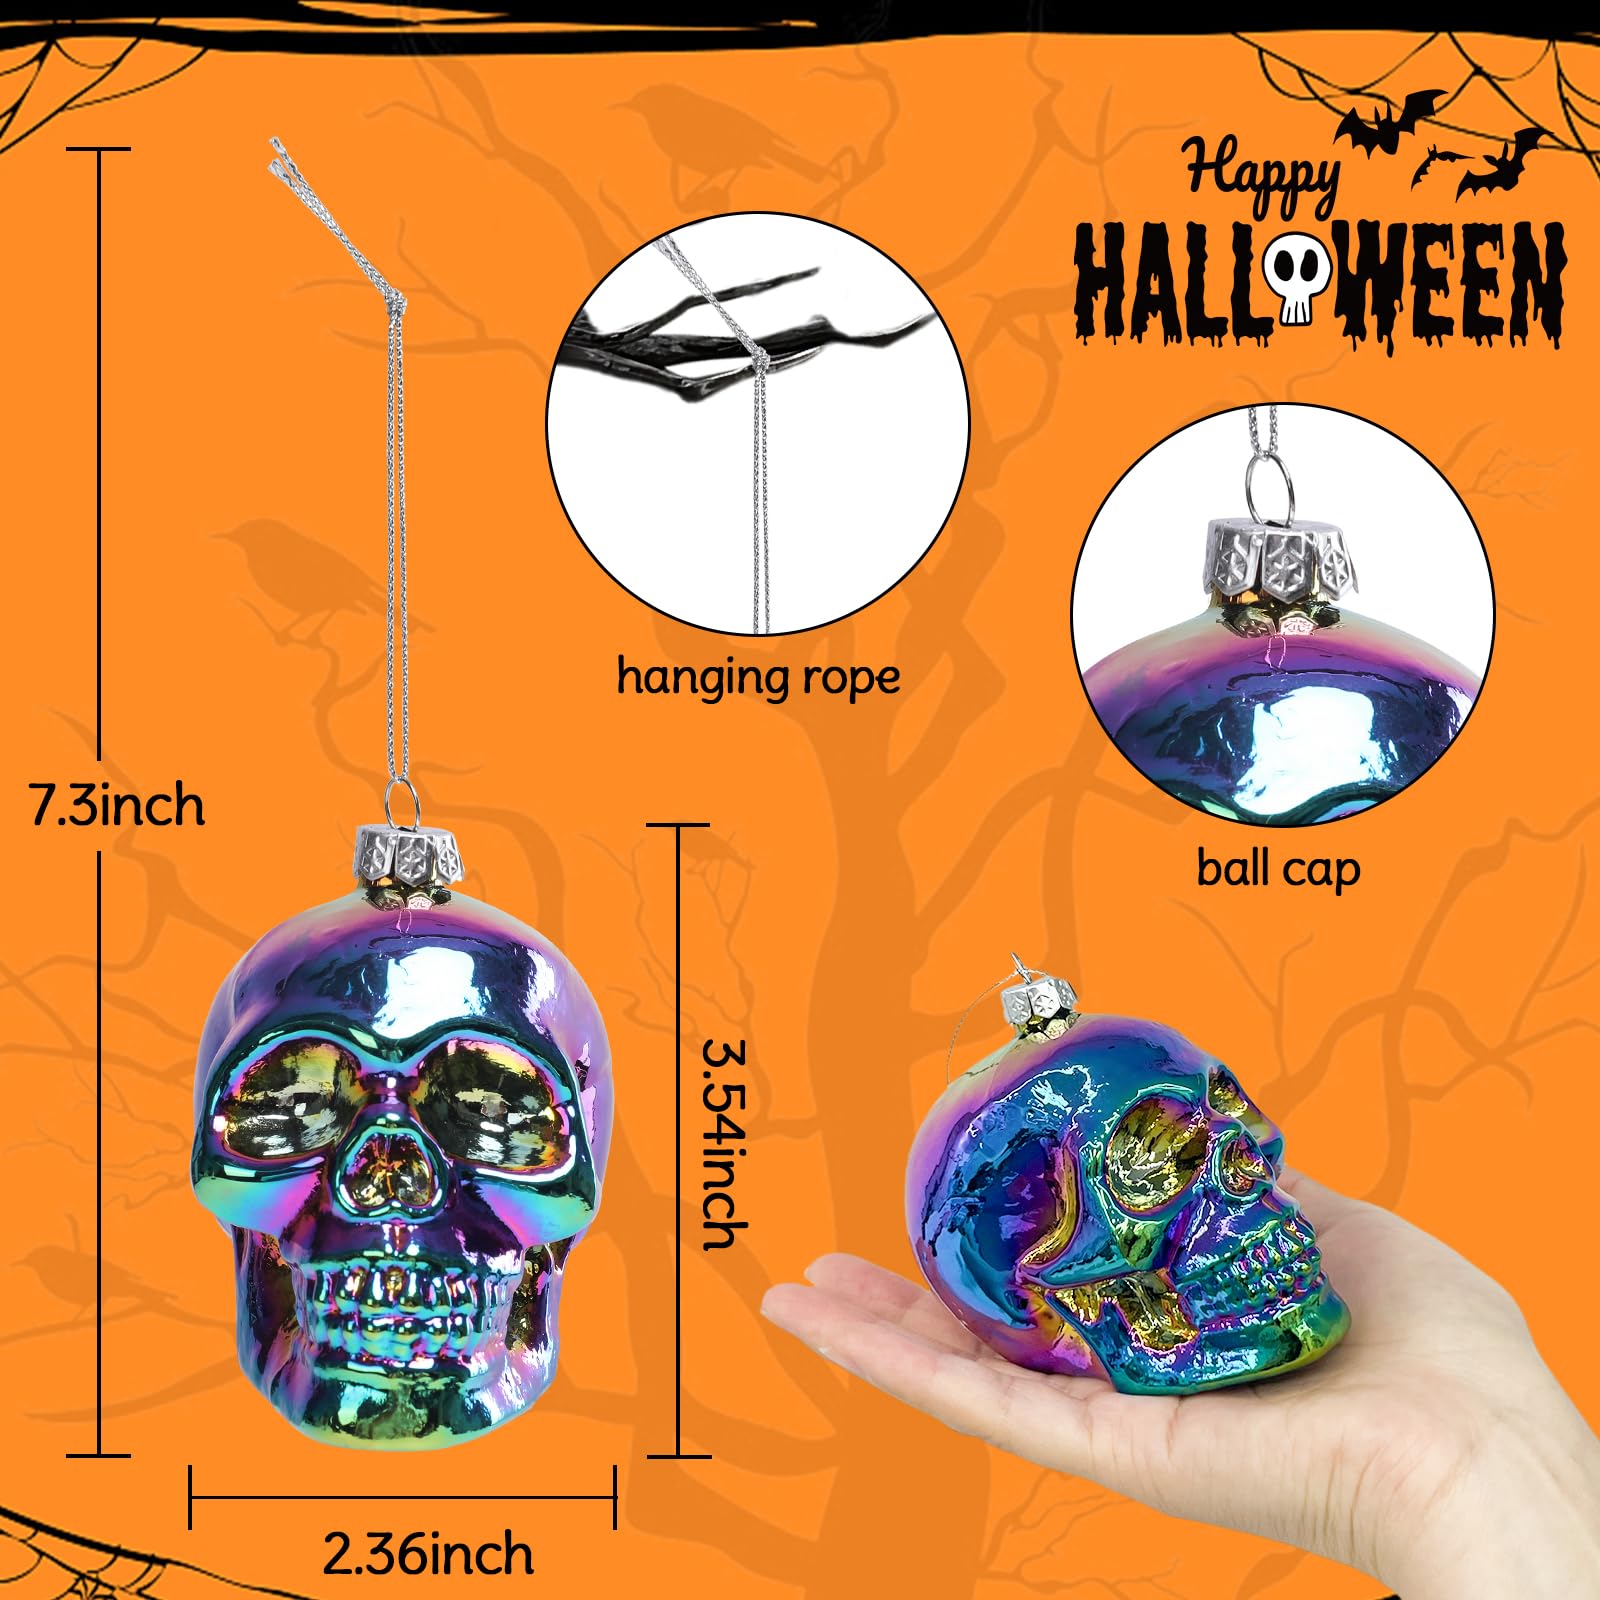 Happy
HALLOWEEN
7.3inch
hanging rope
ball cap
3.54inch
2.36inch